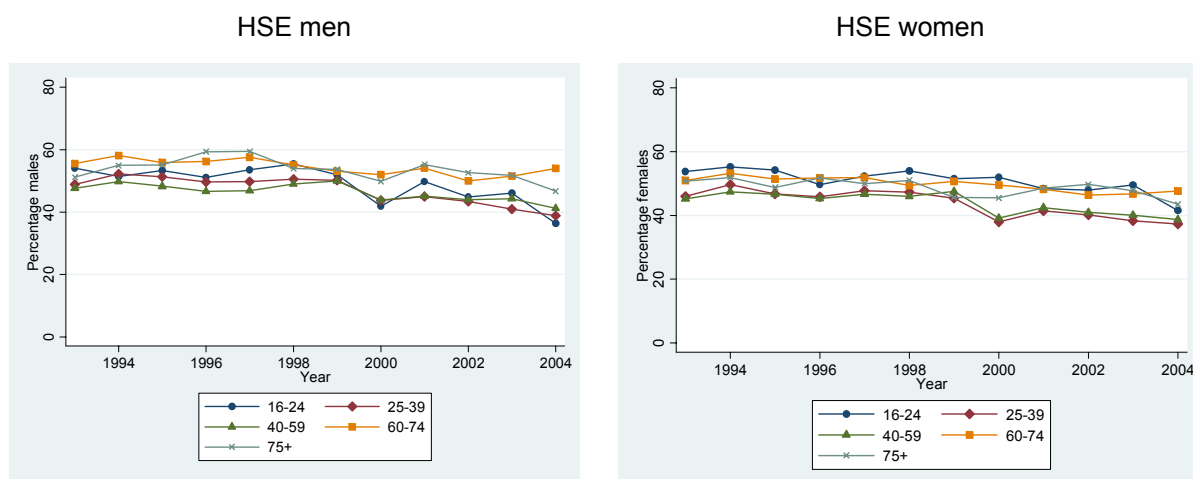 HSE men
HSE women
Percentage males
80
60
40
20
0
1994 1996 1998 2000 2002 2004
Year
16-24 25-39
40-59 60-74
75+
Percentage females
80
60
40
20
0
1994 1996 1998 2000 2002 2004
Year
16-24 25-39
40-59 60-74
75+